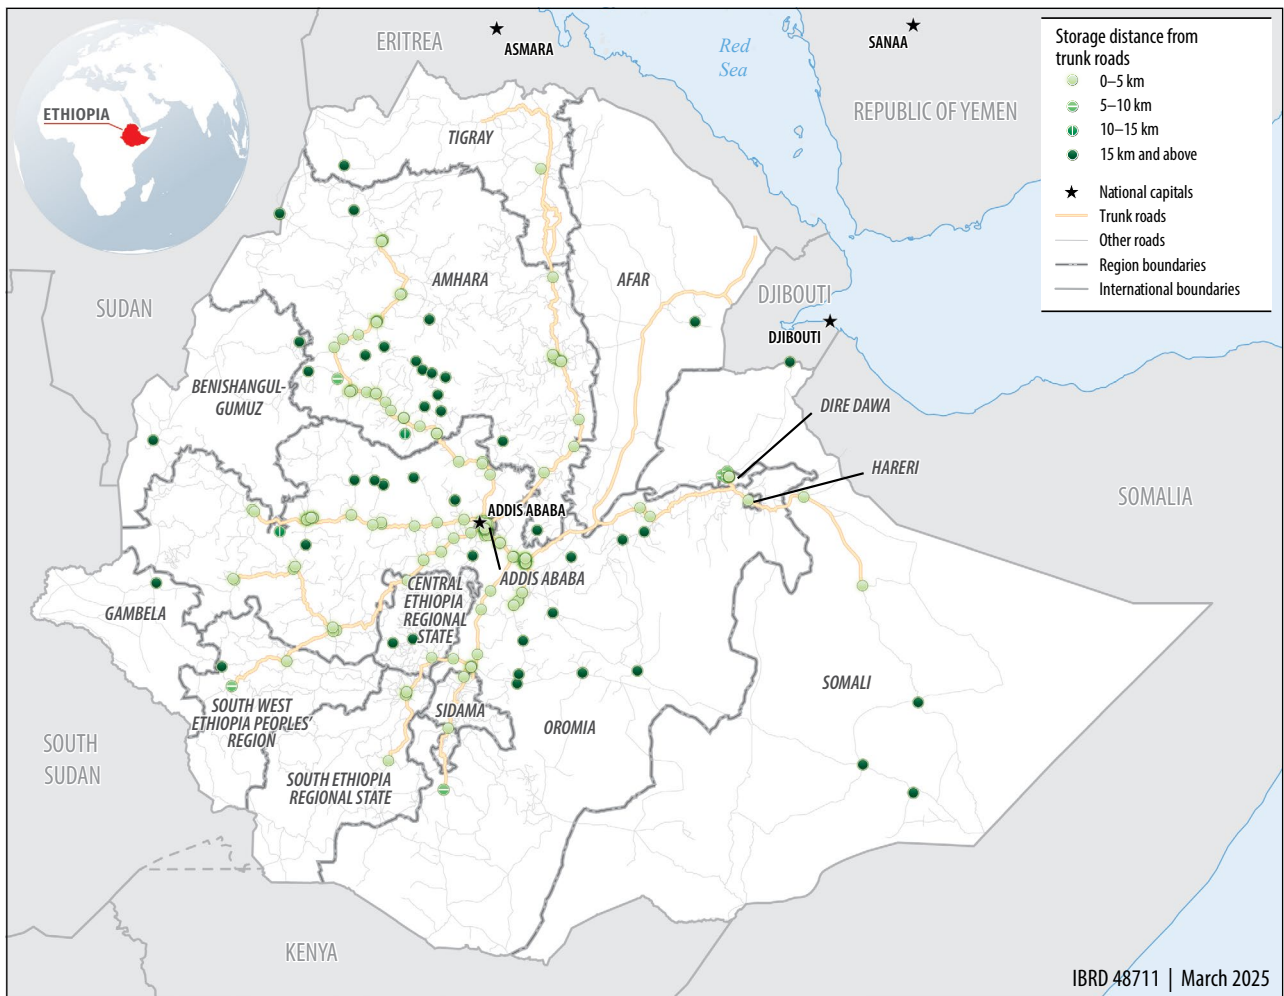 ERITREA
ASMARA
SANAA
Red
Sea
REPUBLIC OF YEMEN
Storage distance from
trunk roads
0–5 km
5–10 km
10–15 km
15 km and above
National capitals
Trunk roads
Other roads
Region boundaries
International boundaries
ETHIOPIA
TIGRAY
AMHARA
AFAR
SUDAN
DJIBOUTI
DJIBOUTI
BENISHANGUL-
GUMUZ
DIRE DAWA
HARERI
SOMALIA
ADDIS ABABA
ADDIS ABABA
GAMBELA
CENTRAL
ETHIOPIA
REGIONAL
STATE
SOMALI
SOUTH WEST
ETHIOPIA PEOPLES'
REGION
SIDAMA
OROMIA
SOUTH
SUDAN
SOUTH ETHIOPIA
REGIONAL STATE
KENYA
IBRD 48711 | March 2025